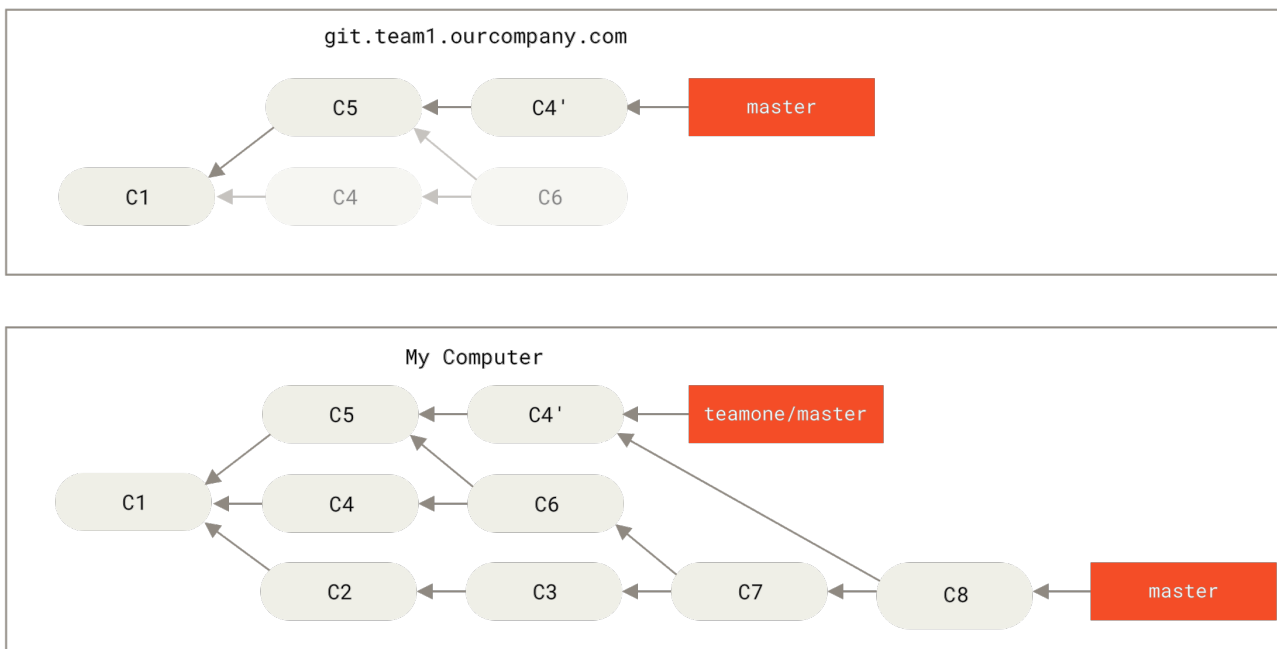 git.team1.ourcompany.com
C5 C4' master
C1 C4 C6
My Computer
C5 C4' teamone/master
C1 C4 C6
C2 C3 C7 C8 master